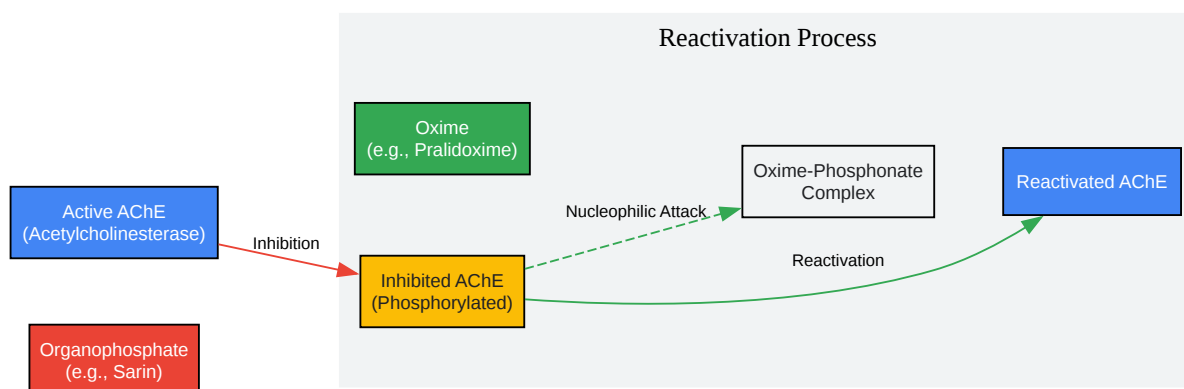 Reactivation Process
Oxime
(e.g., Pralidoxime)
Oxime-Phosphonate
Complex
Reactivated AChE
Active AChE
(Acetylcholinesterase)
Nucleophilic Attack
Inhibition
Reactivation
Inhibited AChE
(Phosphorylated)
Organophosphate
(e.g., Sarin)